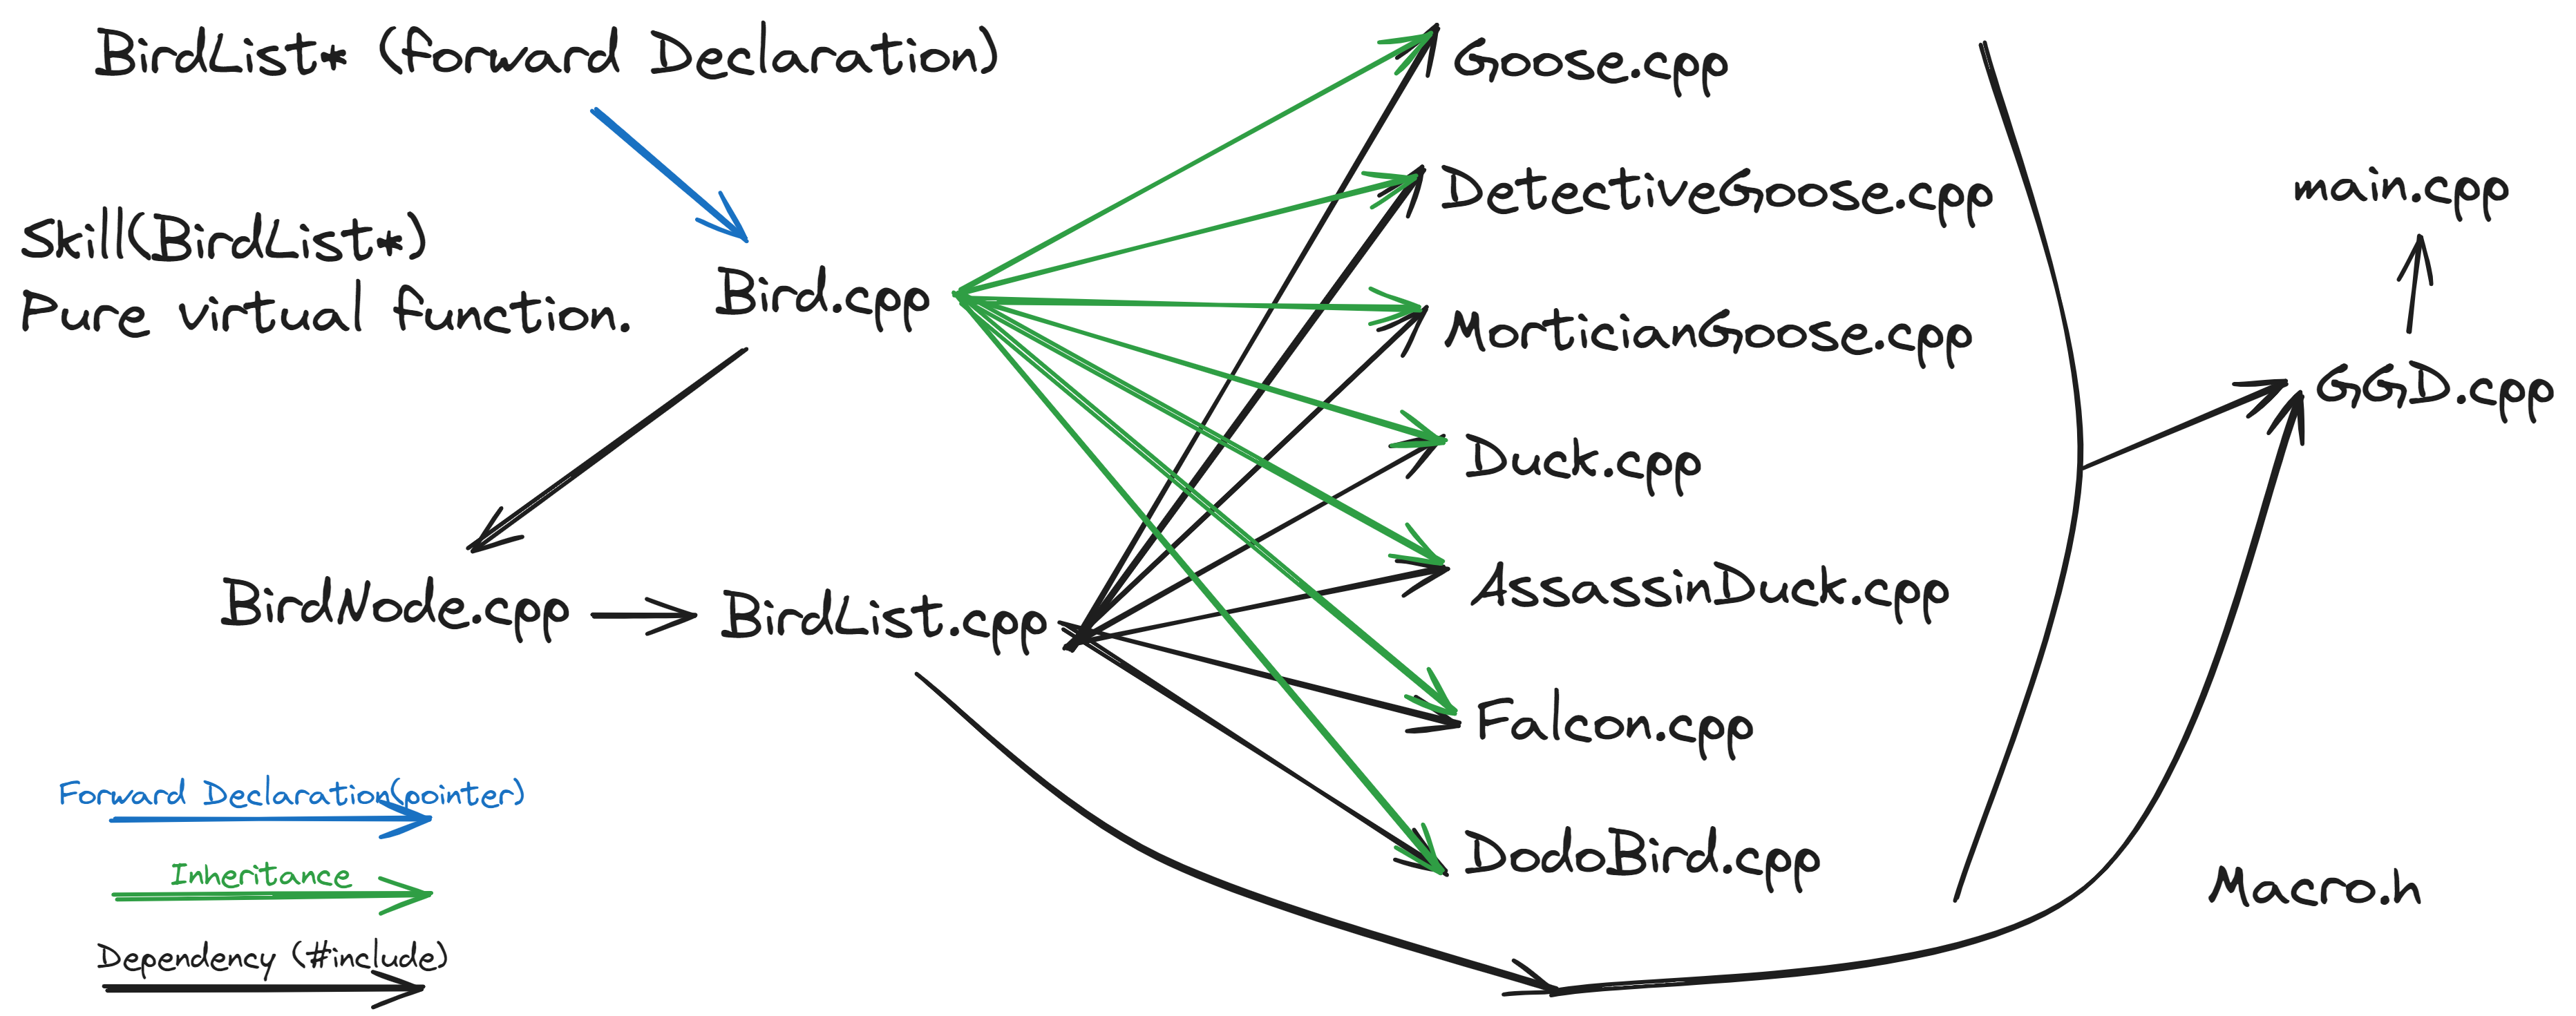 BirdList* (forward Declaration)
Skill(BirdList*)
Pure virtual function.
Bird.cpp
BirdNode.cpp
BirdList.cpp
Goose.cpp
DetectiveGoose.cpp
MorticianGoose.cpp
Duck.cpp
AssassinDuck.cpp
Falcon.cpp
DodoBird.cpp
main.cpp
GGD.cpp
Macro.h
Forward Declaration(pointer)
Inheritance
Dependency (#include)